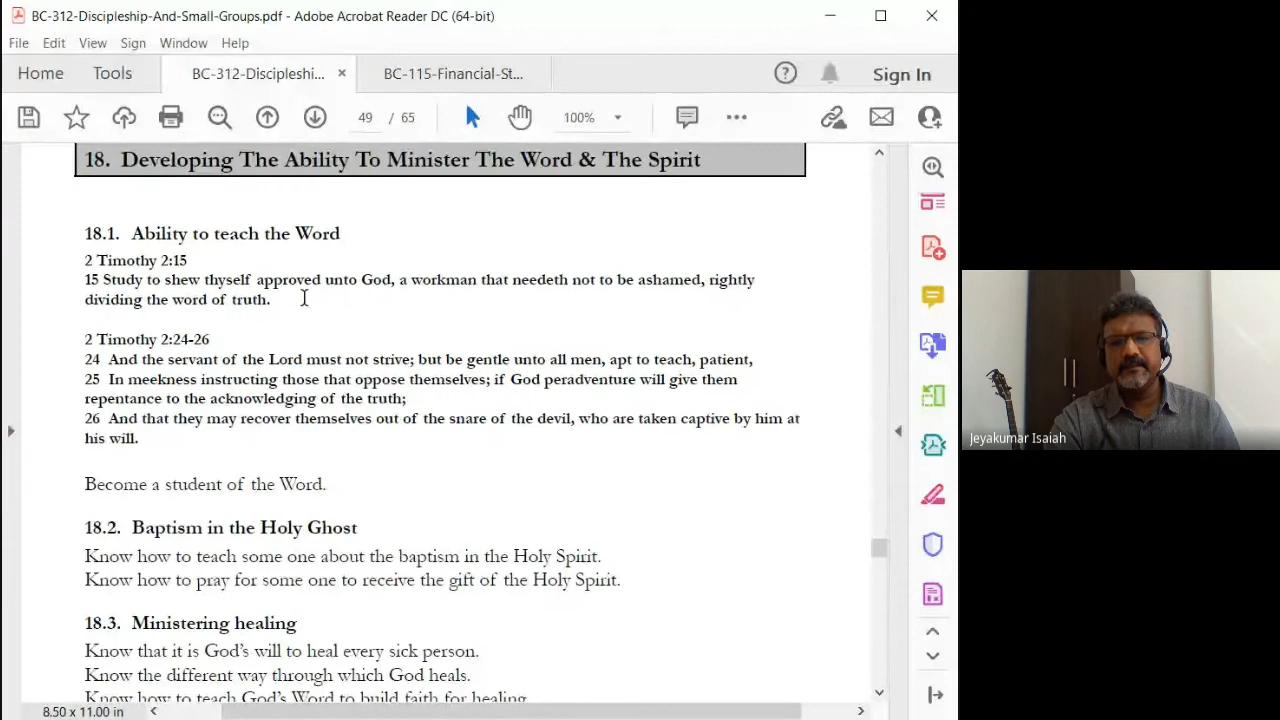 BC-312-Discipleship-And-Small-Groups.pdf - Adobe Acrobat Reader DC (64-bit)
File Edit View Sign Window Help
Home Tools BC-312-Discipleshi... × BC-115-Financial-St... Sign In
49 / 65 100%
18. Developing The Ability To Minister The Word & The Spirit
18.1. Ability to teach the Word
2 Timothy 2:15
15 Study to shew thyself approved unto God, a workman that needeth not to be ashamed, rightly
dividing the word of truth.
2 Timothy 2:24-26
24 And the servant of the Lord must not strive; but be gentle unto all men, apt to teach, patient,
25 In meekness instructing those that oppose themselves; if God peradventure will give them
repentance to the acknowledging of the truth;
26 And that they may recover themselves out of the snare of the devil, who are taken captive by him at
his will.
Become a student of the Word.
18.2. Baptism in the Holy Ghost
Know how to teach some one about the baptism in the Holy Spirit.
Know how to pray for some one to receive the gift of the Holy Spirit.
18.3. Ministering healing
Know that it is God's will to heal every sick person.
Know the different way through which God heals.
Know how to teach God's Word to build faith for healing
8.50 x 11.00 in
Jeyakumar Isaiah